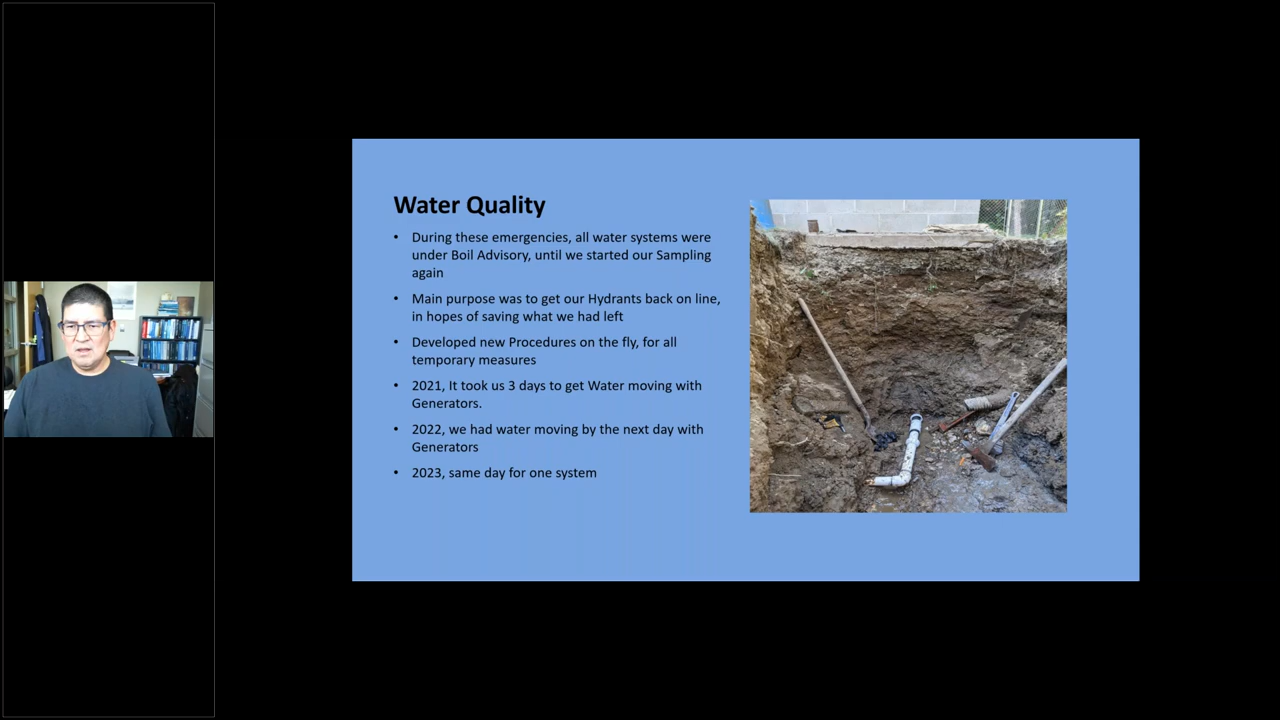 Water Quality
• During these emergencies, all water systems were
under Boil Advisory, until we started our Sampling
again
• Main purpose was to get our Hydrants back on line,
in hopes of saving what we had left
• Developed new Procedures on the fly, for all
temporary measures
• 2021, It took us 3 days to get Water moving with
Generators.
• 2022, we had water moving by the next day with
Generators
• 2023, same day for one system